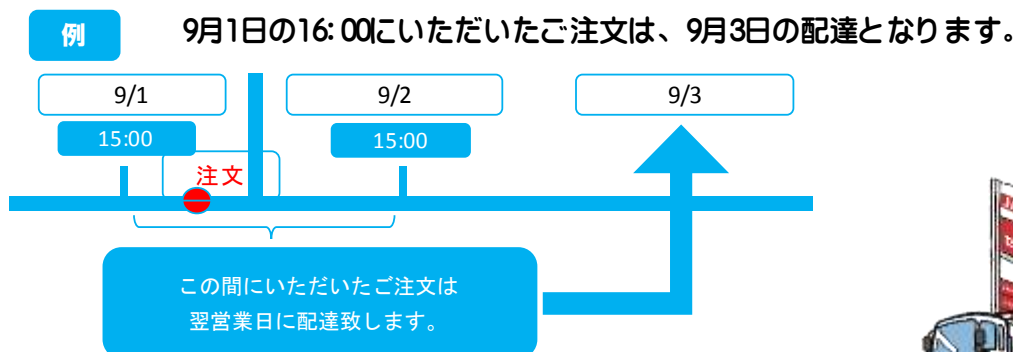 例
9月1日の16:00にいただいたご注文は、9月3日の配達となります。
9/1
9/2
9/3
15:00
15:00
注文
この間にいただいたご注文は
翌営業日に配達致します。